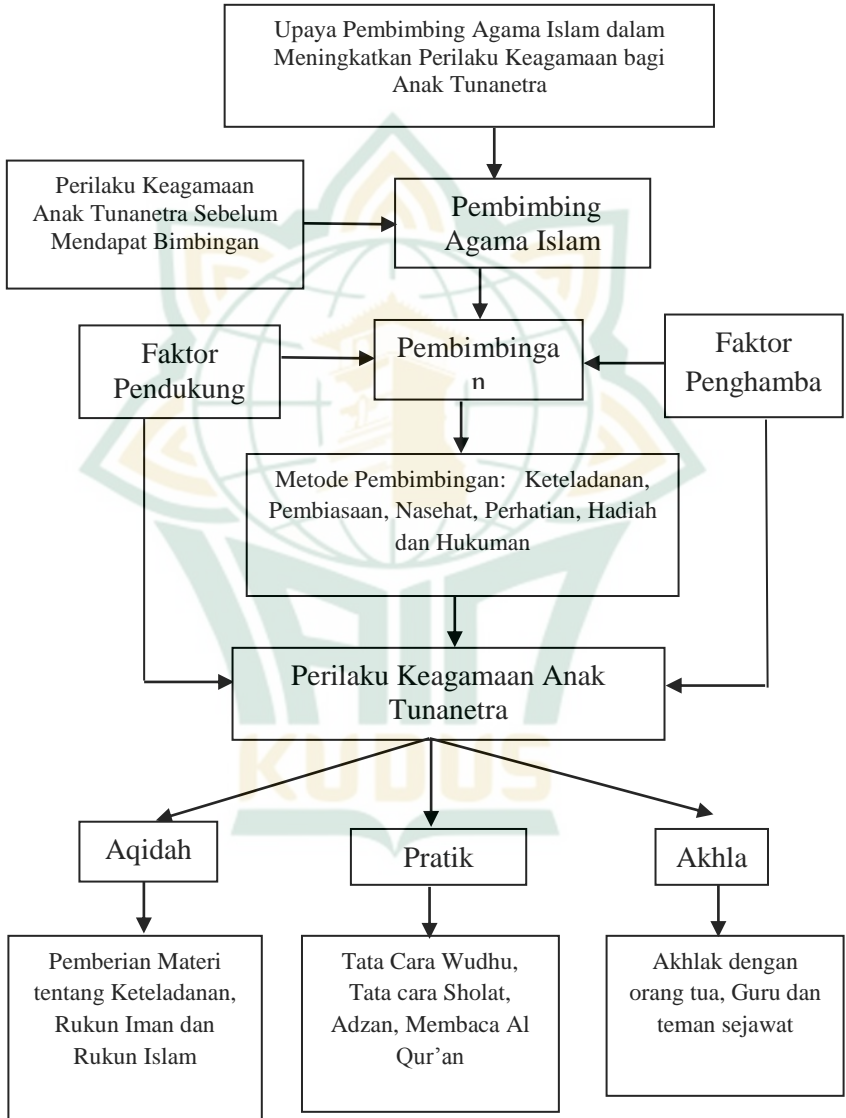 Upaya Pembimbing Agama Islam dalam
Meningkatkan Perilaku Keagamaan bagi
Anak Tunanetra
Perilaku Keagamaan
Anak Tunanetra Sebelum
Mendapat Bimbingan
Pembimbing
Agama Islam
Faktor
Pendukung
Pembimbinga
n
Faktor
Penghamba
Metode Pembimbingan: Keteladanan,
Pembiasaan, Nasehat, Perhatian, Hadiah
dan Hukuman
Perilaku Keagamaan Anak
Tunanetra
KUDUS
Aqidah
Pratik
Akhla
Pemberian Materi
tentang Keteladanan,
Rukun Iman dan
Rukun Islam
Tata Cara Wudhu,
Tata cara Sholat,
Adzan, Membaca Al
Qur’an
Akhlak dengan
orang tua, Guru dan
teman sejawat